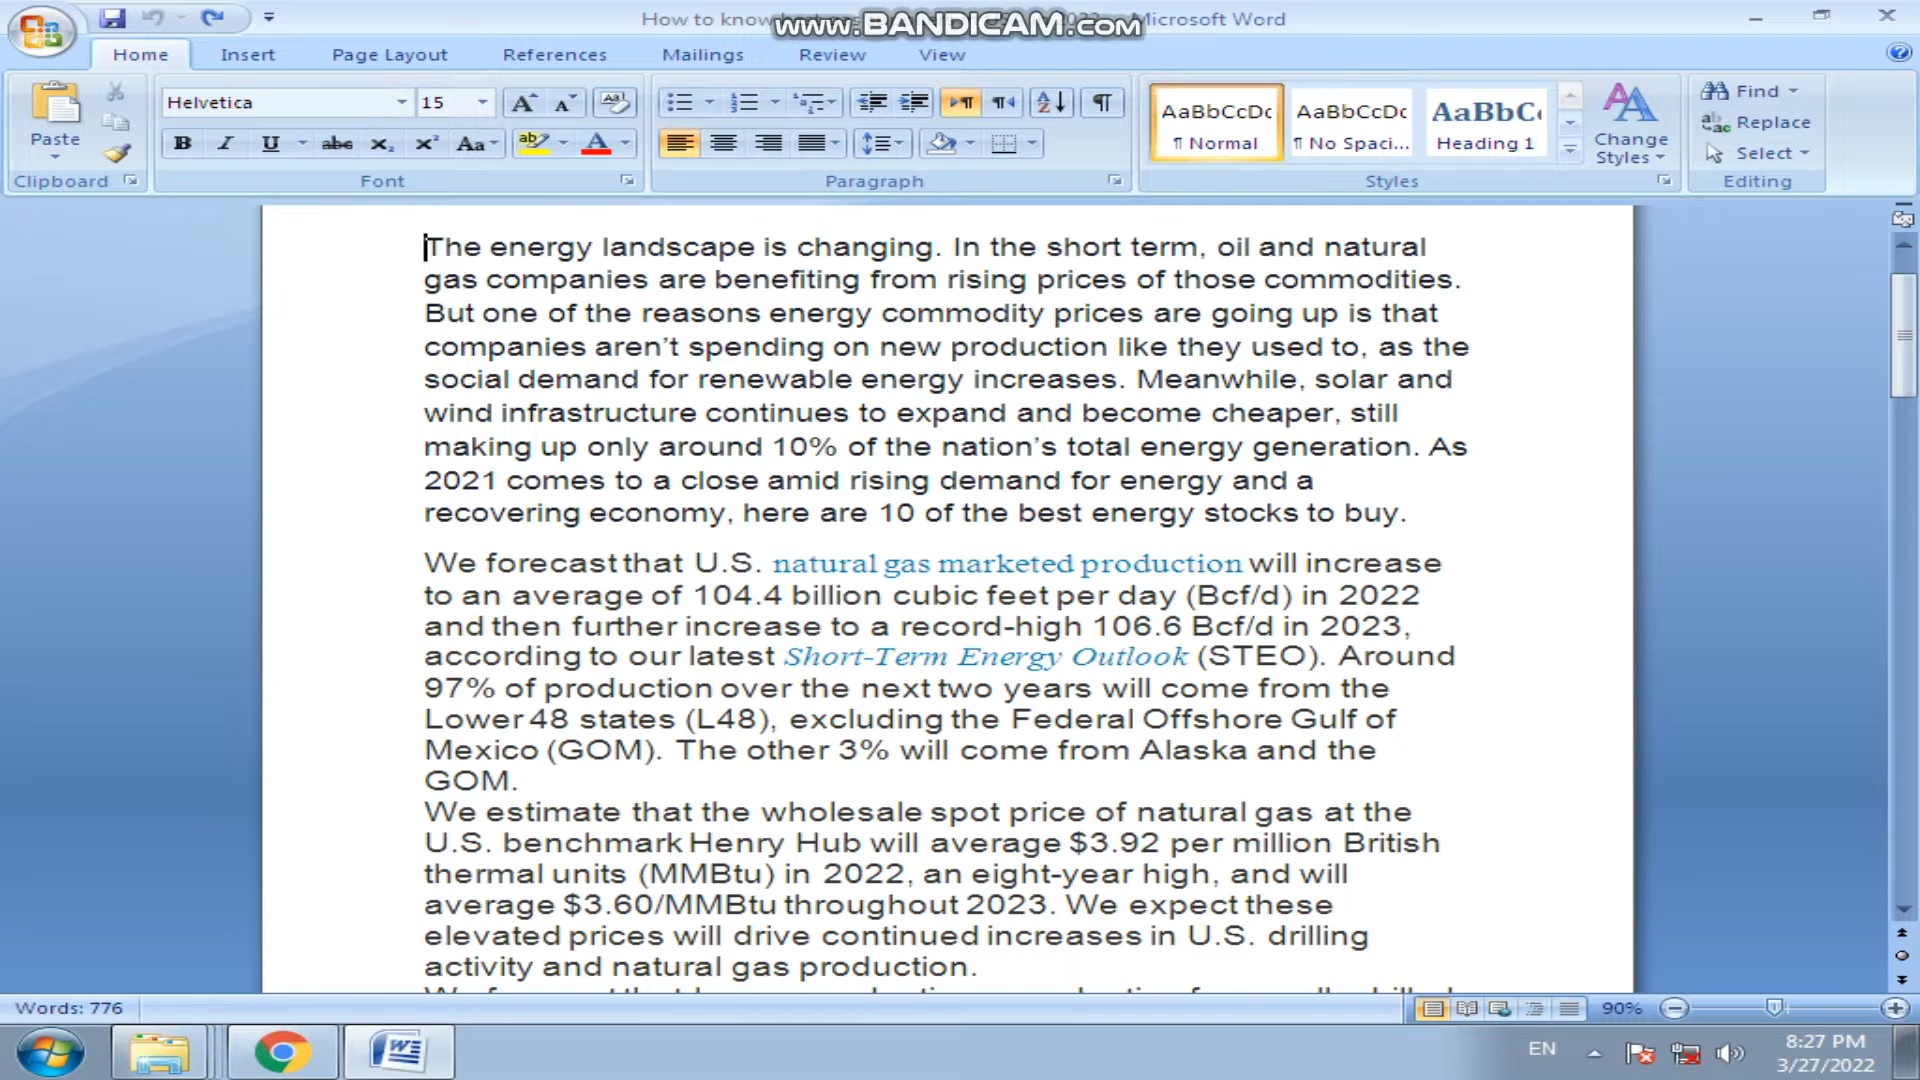 How to know
www.BANDICAM.com
Microsoft Word
Home
Insert
Page Layout
References
Mailings
Review
View
Paste
Clipboard
Helvetica
15
Font
Paragraph
AaBbCcDc
¶ Normal
AaBbCcDc
¶ No Spaci...
AaBbC
Heading 1
Change
Styles
Styles
Find
Replace
Select
Editing
The energy landscape is changing. In the short term, oil and natural
gas companies are benefiting from rising prices of those commodities.
But one of the reasons energy commodity prices are going up is that
companies aren’t spending on new production like they used to, as the
social demand for renewable energy increases. Meanwhile, solar and
wind infrastructure continues to expand and become cheaper, still
making up only around 10% of the nation’s total energy generation. As
2021 comes to a close amid rising demand for energy and a
recovering economy, here are 10 of the best energy stocks to buy.
We forecast that U.S. natural gas marketed production will increase
to an average of 104.4 billion cubic feet per day (Bcf/d) in 2022
and then further increase to a record-high 106.6 Bcf/d in 2023,
according to our latest Short-Term Energy Outlook (STEO). Around
97% of production over the next two years will come from the
Lower 48 states (L48), excluding the Federal Offshore Gulf of
Mexico (GOM). The other 3% will come from Alaska and the
GOM.
We estimate that the wholesale spot price of natural gas at the
U.S. benchmark Henry Hub will average $3.92 per million British
thermal units (MMBtu) in 2022, an eight-year high, and will
average $3.60/MMBtu throughout 2023. We expect these
elevated prices will drive continued increases in U.S. drilling
activity and natural gas production.
Words: 776
90%
EN
8:27 PM
3/27/2022